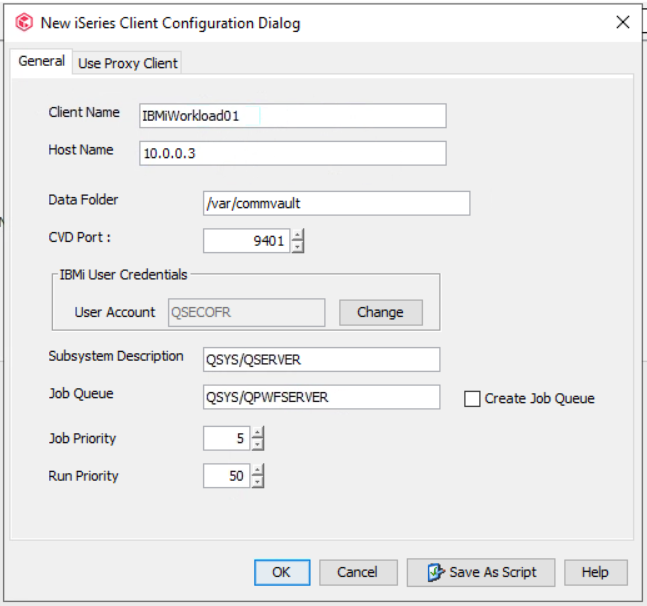 New iSeries Client Configuration Dialog
General Use Proxy Client
Client Name IBMiWorkload01
Host Name 10.0.0.3
Data Folder /var/commvault
CVD Port : 9401
IBMi User Credentials
User Account QSECOFR Change
Subsystem Description QSYS/QSERVER
Job Queue QSYS/QPWFSERVER Create Job Queue
Job Priority 5
Run Priority 50
OK Cancel Save As Script Help